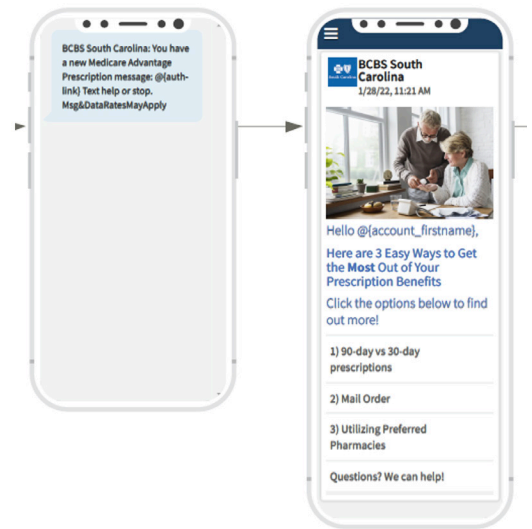 BCBS South Carolina: You have
a new Medicare Advantage
Prescription message: @{auth-
link} Text help or stop.
Msg&DataRatesMayApply
BCBS South
Carolina
1/28/22, 11:21 AM
South Carolina
Hello @{account_firstname},
Here are 3 Easy Ways to Get
the Most Out of Your
Prescription Benefits
Click the options below to find
out more!
1) 90-day vs 30-day
prescriptions
2) Mail Order
3) Utilizing Preferred
Pharmacies
Questions? We can help!